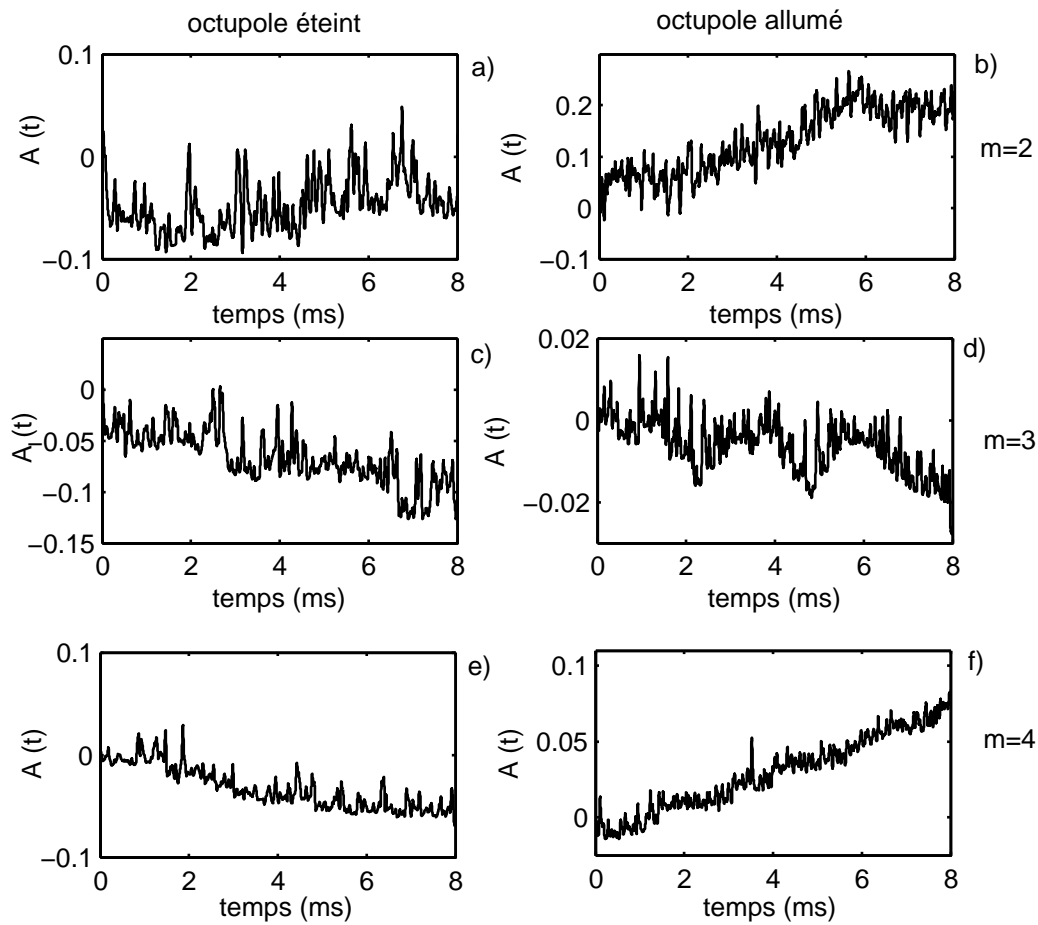 octupole éteint
octupole allumé
a)
0.1
0
−0.1
A (t)
0 2 4 6 8
temps (ms)
b)
0.2
0.1
0
−0.1
A (t)
0 2 4 6 8
temps (ms)
m=2
c)
0
−0.05
−0.1
−0.15
A (t)
0 2 4 6 8
temps (ms)
d)
0.02
0
−0.02
A (t)
0 2 4 6 8
temps (ms)
m=3
e)
0.1
0
−0.1
A (t)
0 2 4 6 8
temps (ms)
f)
0.1
0.05
0
A (t)
0 2 4 6 8
temps (ms)
m=4